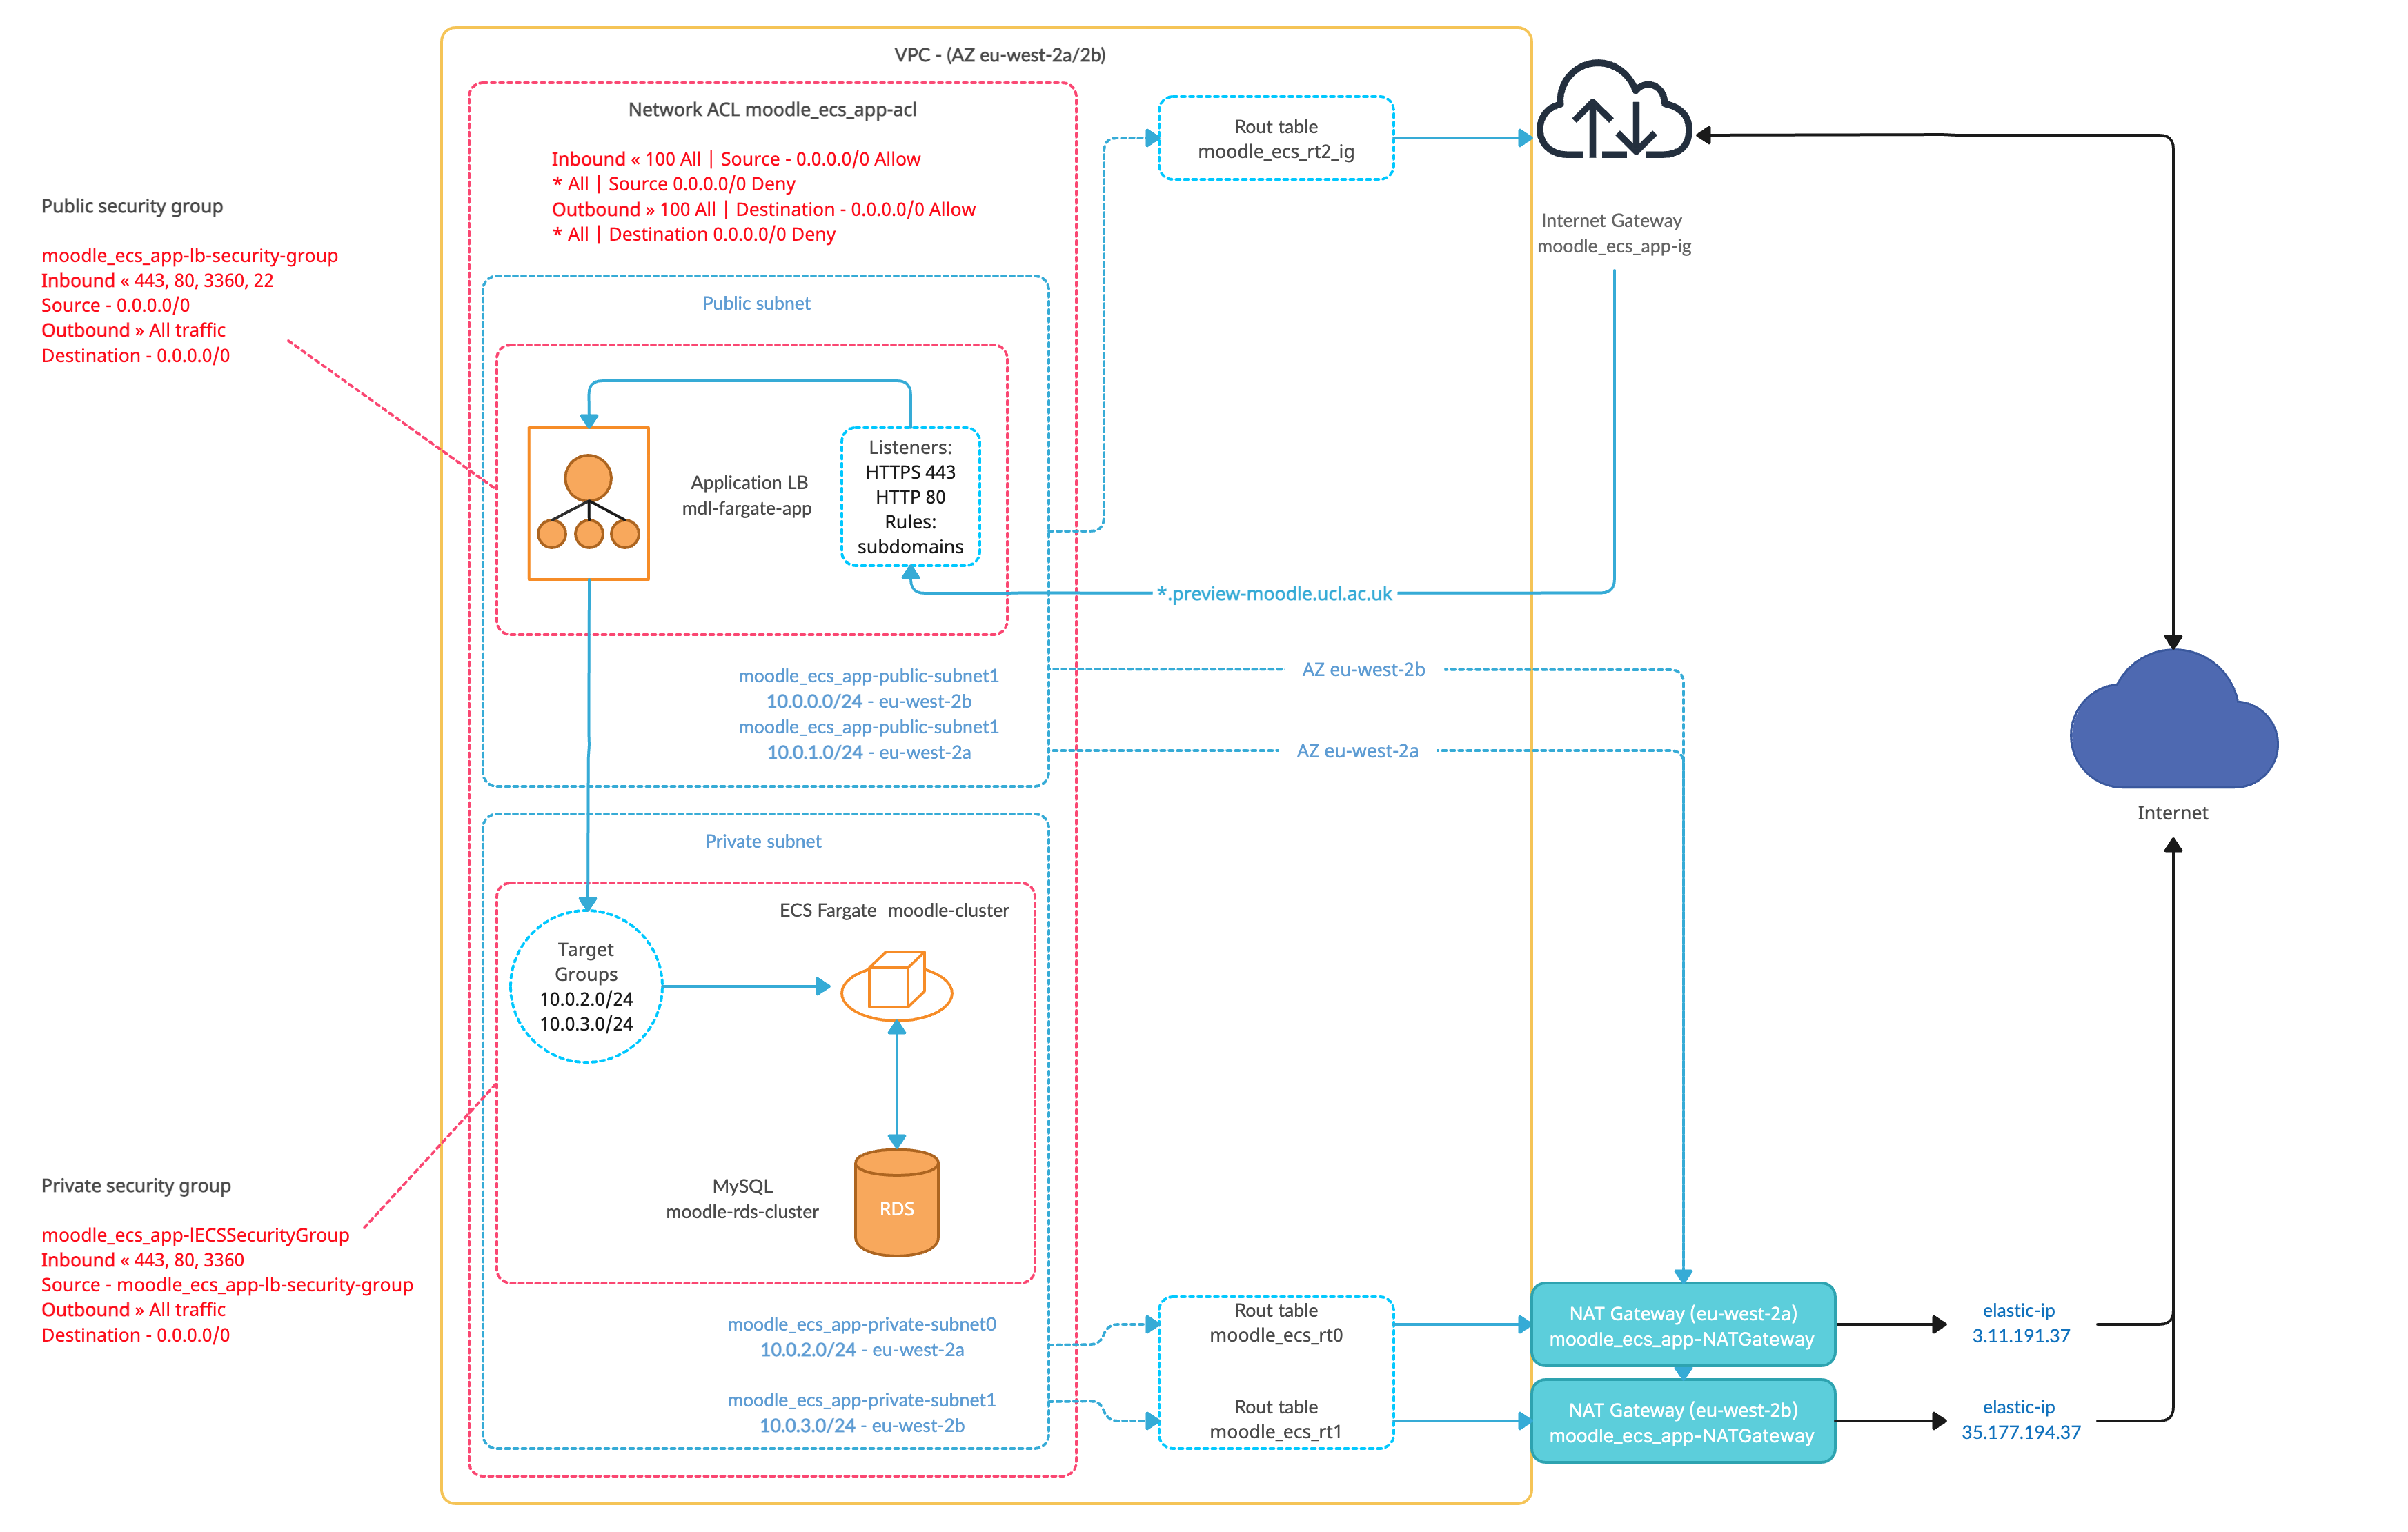 VPC - (AZ eu-west-2a/2b)
Network ACL moodle_ecs_app-acl
Inbound « 100 All | Source - 0.0.0.0/0 Allow
* All | Source 0.0.0.0/0 Deny
Outbound » 100 All | Destination - 0.0.0.0/0 Allow
* All | Destination 0.0.0.0/0 Deny
Rout table
moodle_ecs_rt2_ig
Internet Gateway
moodle_ecs_app-ig
Public security group
moodle_ecs_app-lb-security-group
Inbound « 443, 80, 3360, 22
Source - 0.0.0.0/0
Outbound » All traffic
Destination - 0.0.0.0/0
Public subnet
Application LB
mdl-fargate-app
Listeners:
HTTPS 443
HTTP 80
Rules:
subdomains
*.preview-moodle.ucl.ac.uk
moodle_ecs_app-public-subnet1
10.0.0.0/24 - eu-west-2b
moodle_ecs_app-public-subnet1
10.0.1.0/24 - eu-west-2a
AZ eu-west-2b
AZ eu-west-2a
Internet
Private subnet
ECS Fargate moodle-cluster
Target
Groups
10.0.2.0/24
10.0.3.0/24
MySQL
moodle-rds-cluster
RDS
Private security group
moodle_ecs_app-lECSSecurityGroup
Inbound « 443, 80, 3360
Source - moodle_ecs_app-lb-security-group
Outbound » All traffic
Destination - 0.0.0.0/0
moodle_ecs_app-private-subnet0
10.0.2.0/24 - eu-west-2a
moodle_ecs_app-private-subnet1
10.0.3.0/24 - eu-west-2b
Rout table
moodle_ecs_rt0
Rout table
moodle_ecs_rt1
NAT Gateway (eu-west-2a)
moodle_ecs_app-NATGateway
NAT Gateway (eu-west-2b)
moodle_ecs_app-NATGateway
elastic-ip
3.11.191.37
elastic-ip
35.177.194.37